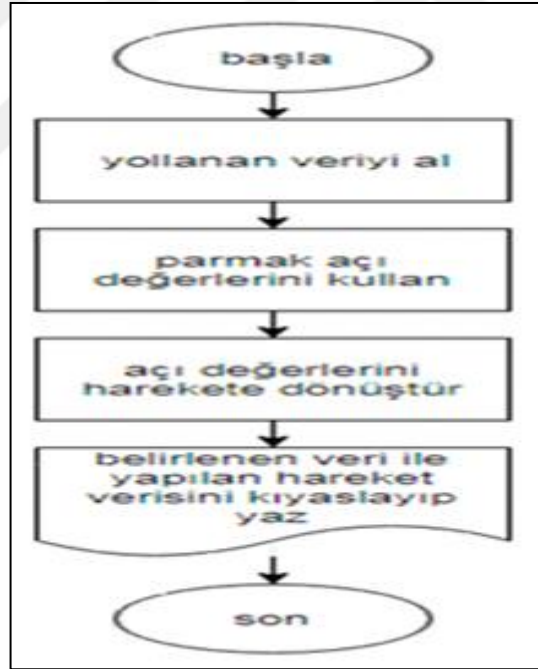 başla
yollanan veriyi al
parmak açı
değerlerini kullan
açı değerlerini
harekete dönüştür
belirlenen veri ile
yapılan hareket
verisini kıyaslayıp
yaz
son